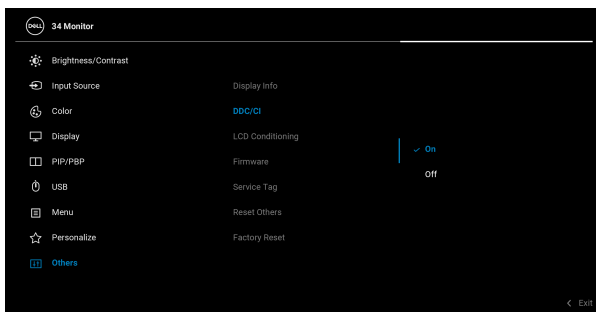 DELL 34 Monitor
Brightness/Contrast
Input Source
Display Info
Color
DDC/CI
Display
LCD Conditioning
On
PIP/PBP
Firmware
Off
USB
Service Tag
Menu
Reset Others
Personalize
Factory Reset
Others
Exit